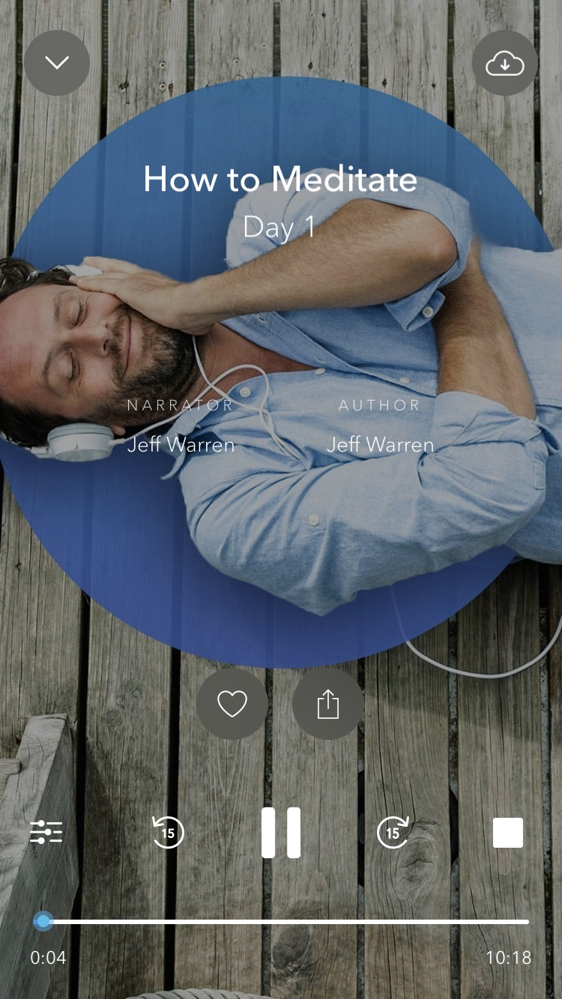 How to Meditate
Day 1
NARRATOR
AUTHOR
Jeff Warren
Jeff Warren
15
15
0:04
10:18